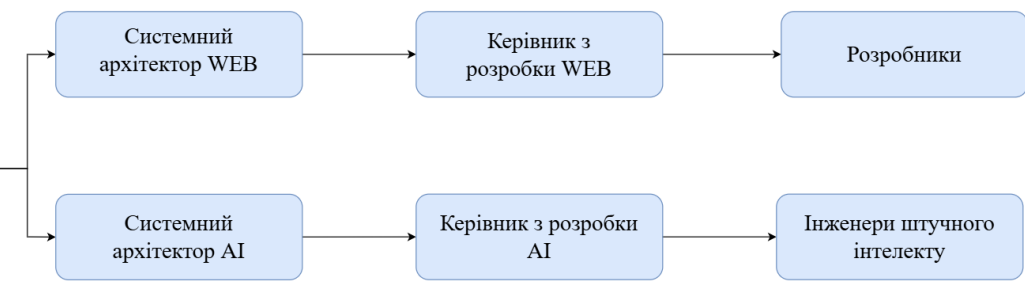 Системний
архітектор WEB
Керівник з
розробки WEB
Розробники
Системний
архітектор AI
Керівник з розробки
AI
Інженери штучного
інтелекту